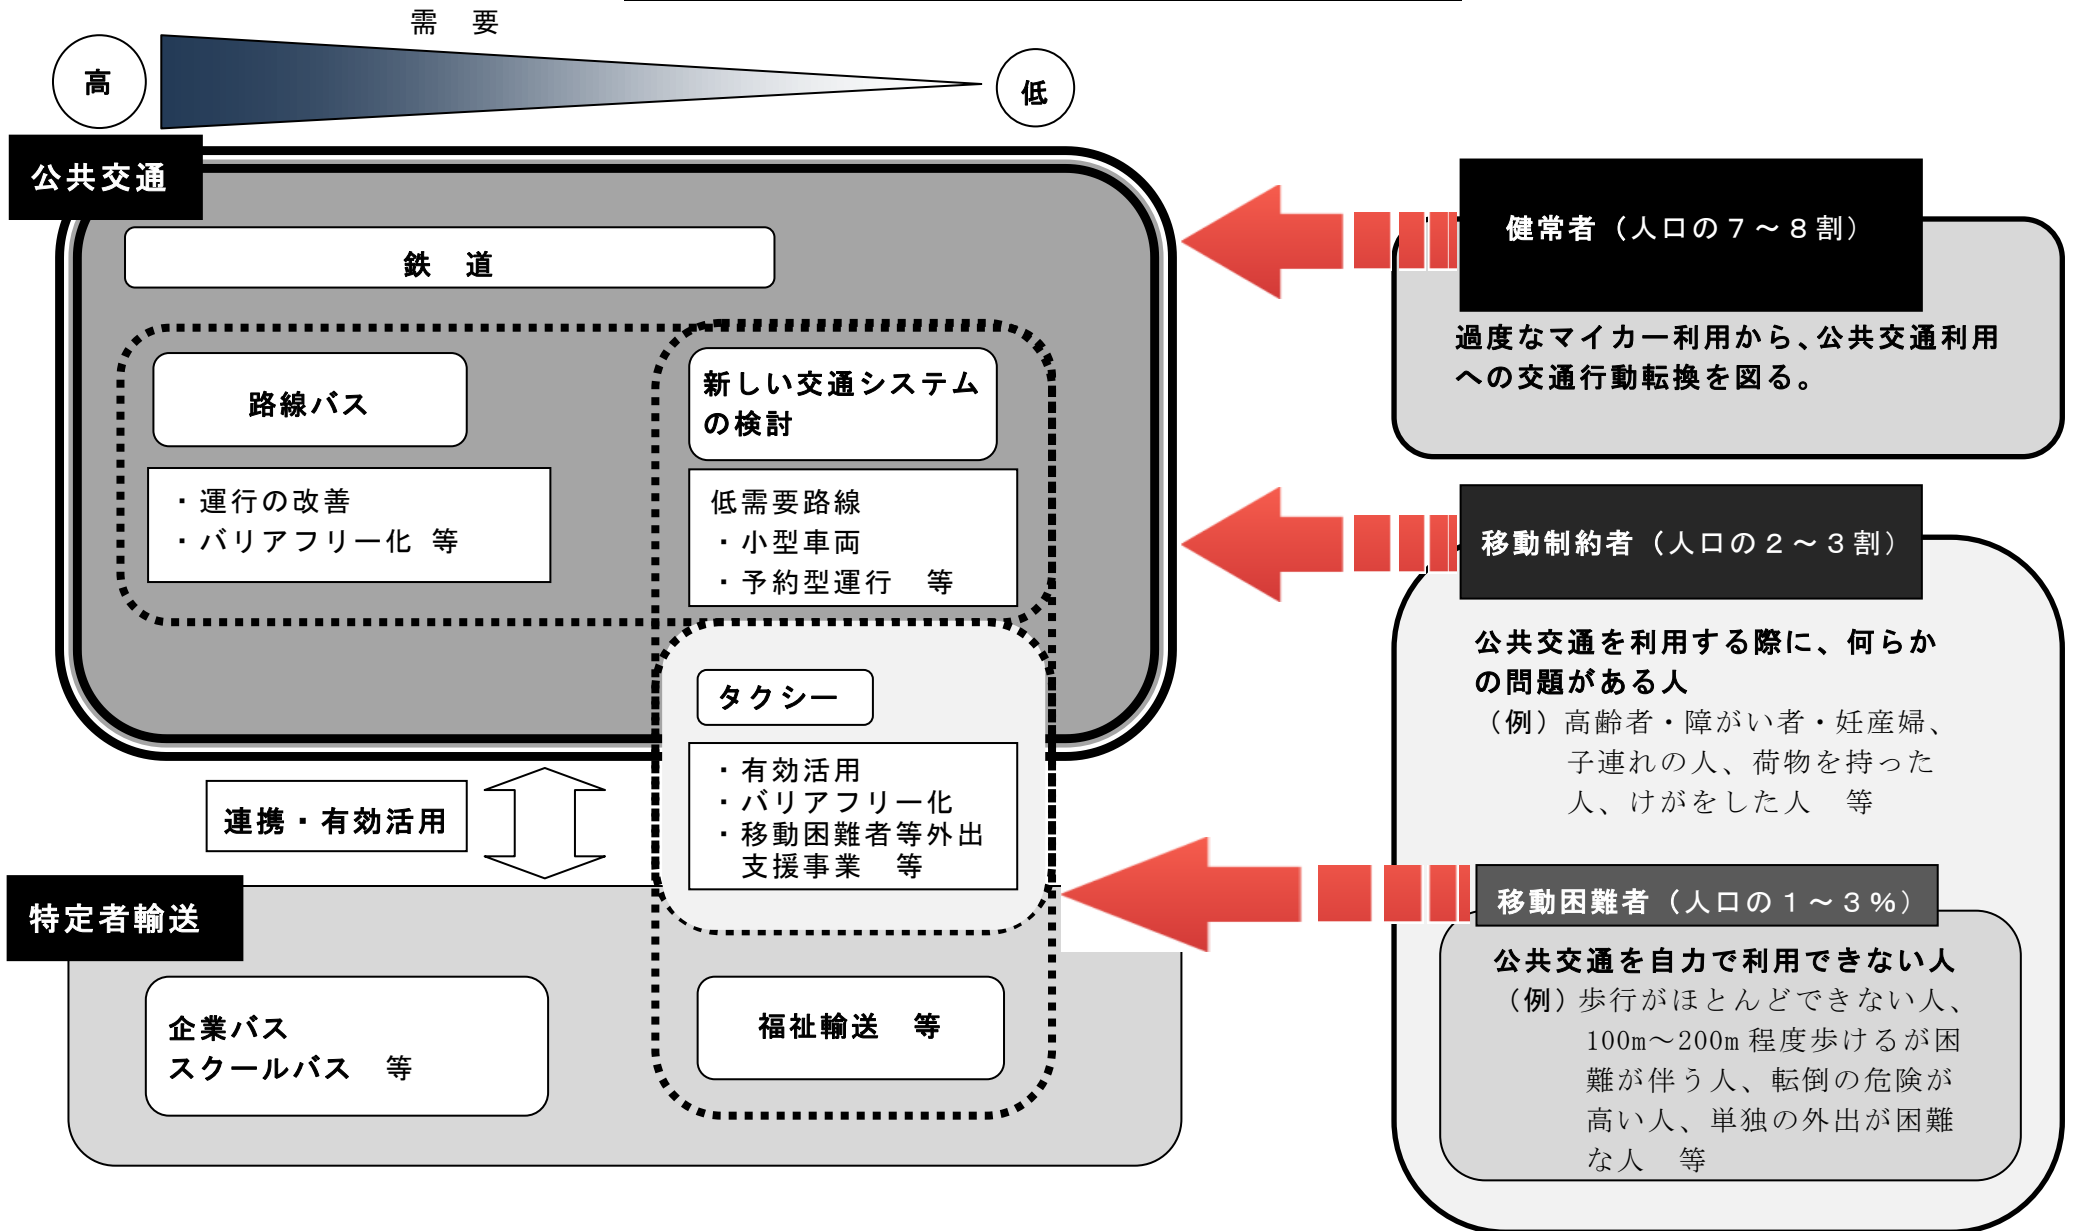 需　要
高
低
公共交通
鉄　道
路線バス
・運行の改善
・バリアフリー化 等
新しい交通システム
の検討
低需要路線
・小型車両
・予約型運行　等
タクシー
・有効活用
・バリアフリー化
・移動困難者等外出
支援事業　等
連携・有効活用
特定者輸送
企業バス
スクールバス　等
福祉輸送　等
健常者（人口の７～８割）
過度なマイカー利用から、公共交通利用
への交通行動転換を図る。
移動制約者（人口の２～３割）
公共交通を利用する際に、何らか
の問題がある人
（例）高齢者・障がい者・妊産婦、
子連れの人、荷物を持った
人、けがをした人　等
移動困難者（人口の１～３％）
公共交通を自力で利用できない人
（例）歩行がほとんどできない人、
100m～200m 程度歩けるが困
難が伴う人、転倒の危険が
高い人、単独の外出が困難
な人　等